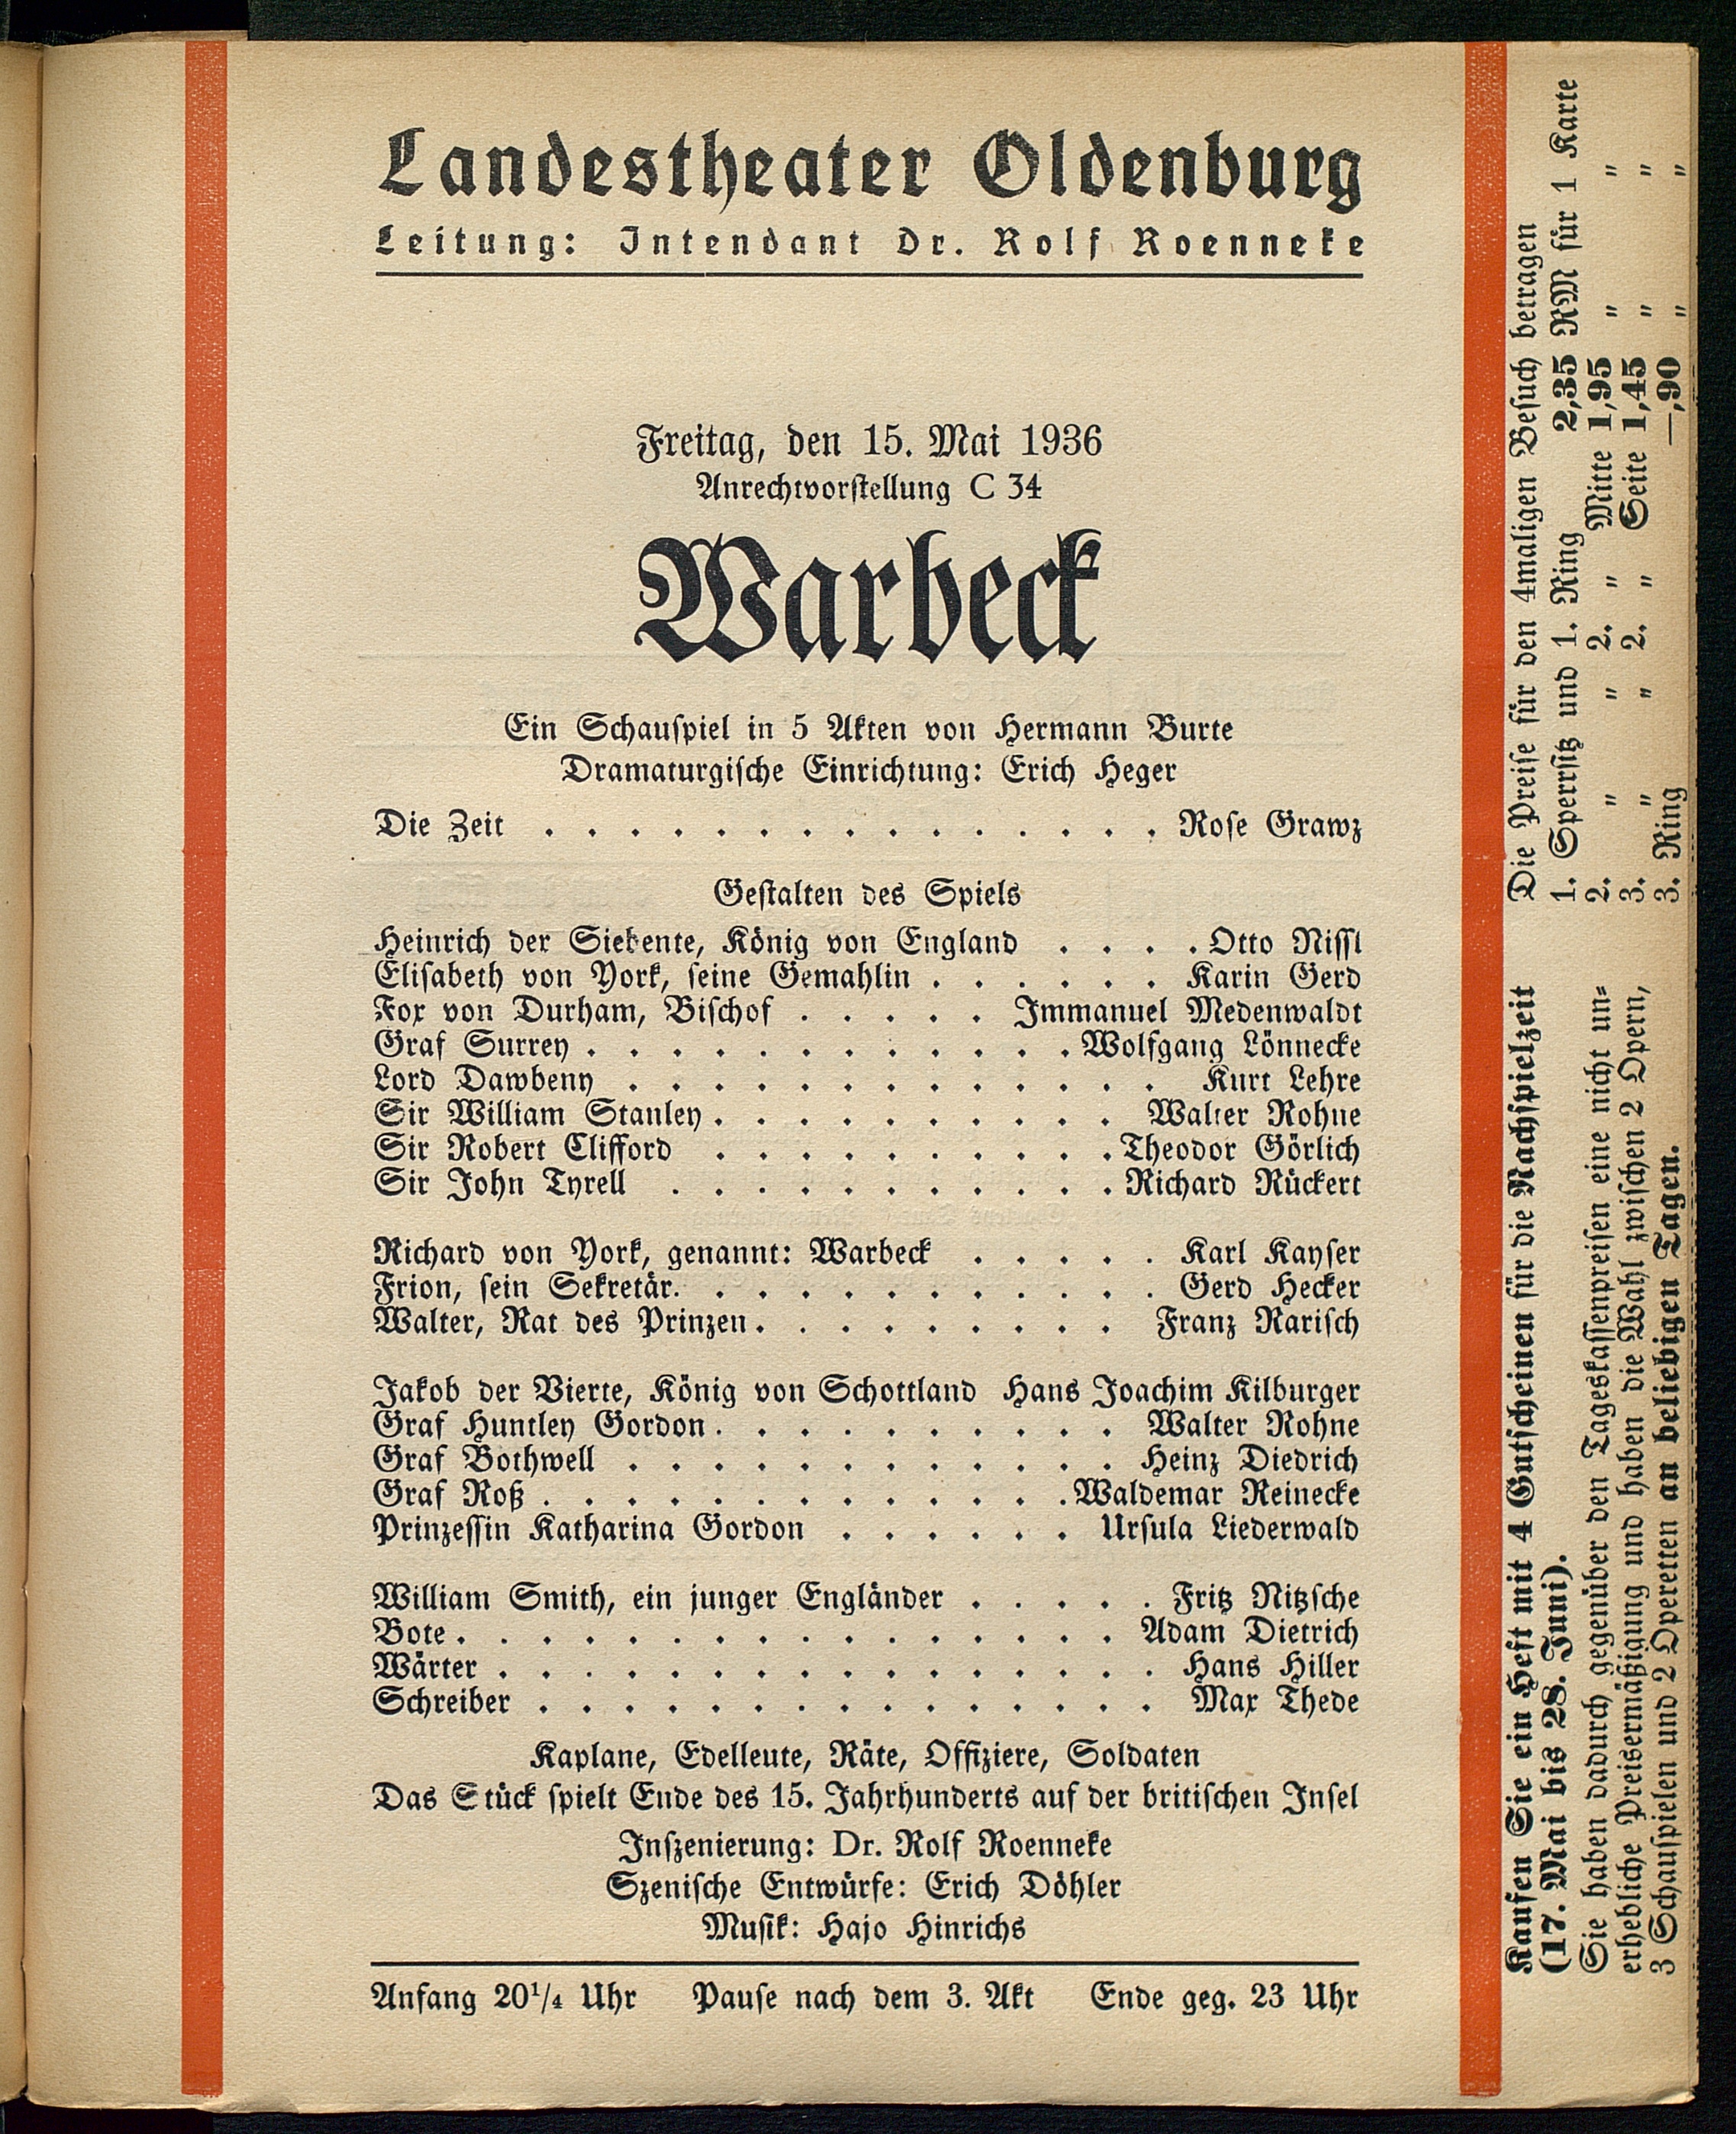 Landestheater Oldenburg
Leitung: Intendant Dr. Rolf Roenneke
Freitag, den 15. Mai 1936
Anrechtvorstellung C 34
Warbeck
Ein Schauspiel in 5 Akten von Hermann Burte
Dramaturgische Einrichtung: Erich Heger
Die Zeit . . . . . . . . . . . . . . . Rose Grawz
Gestalten des Spiels
Heinrich der Siebente, König von England . . . . Otto Nissl
Elisabeth von York, seine Gemahlin . . . . . . Karin Gerd
Fox von Durham, Bischof . . . . . Immanuel Medenwaldt
Graf Surrey . . . . . . . . . . . . Wolfgang Lönnecke
Lord Dawbeny . . . . . . . . . . . . . Kurt Lehre
Sir William Stanley . . . . . . . . . . Walter Rohne
Sir Robert Clifford . . . . . . . . . . Theodor Görlich
Sir John Tyrell . . . . . . . . . . . Richard Rückert
Richard von York, genannt: Warbeck . . . . . Karl Kayser
Frion, sein Sekretär. . . . . . . . . . . . Gerd Hecker
Walter, Rat des Prinzen . . . . . . . . . Franz Rarisch
Jakob der Vierte, König von Schottland Hans Joachim Kilburger
Graf Huntley Gordon . . . . . . . . . . Walter Rohne
Graf Bothwell . . . . . . . . . . . . Heinz Diedrich
Graf Roß . . . . . . . . . . . . . Waldemar Reinecke
Prinzessin Katharina Gordon . . . . . . Ursula Liederwald
William Smith, ein junger Engländer . . . . . Fritz Nitzsche
Bote . . . . . . . . . . . . . . . . Adam Dietrich
Wärter . . . . . . . . . . . . . . . . Hans Hiller
Schreiber . . . . . . . . . . . . . . . Max Thede
Kaplane, Edelleute, Räte, Offiziere, Soldaten
Das Stück spielt Ende des 15. Jahrhunderts auf der britischen Insel
Inszenierung: Dr. Rolf Roenneke
Szenische Entwürfe: Erich Döhler
Musik: Hajo Hinrichs
Anfang 20¹/₄ Uhr Pause nach dem 3. Akt Ende geg. 23 Uhr
Kaufen Sie ein Heft mit 4 Gutscheinen für die Nachspielzeit
(17. Mai bis 28. Juni).
Sie haben dadurch gegenüber den Tageskassenpreisen eine nicht un-
erhebliche Preisermäßigung und haben die Wahl zwischen 2 Opern,
3 Schauspielen und 2 Operetten an beliebigen Tagen.
Die Preise für den 4maligen Besuch betragen
1. Sperrsitz und 1. Ring 2,35 RM für 1 Karte
2. " " 2. " Mitte 1,95 " "
3. " " 2. " Seite 1,45 " "
3. Ring —,90 " "